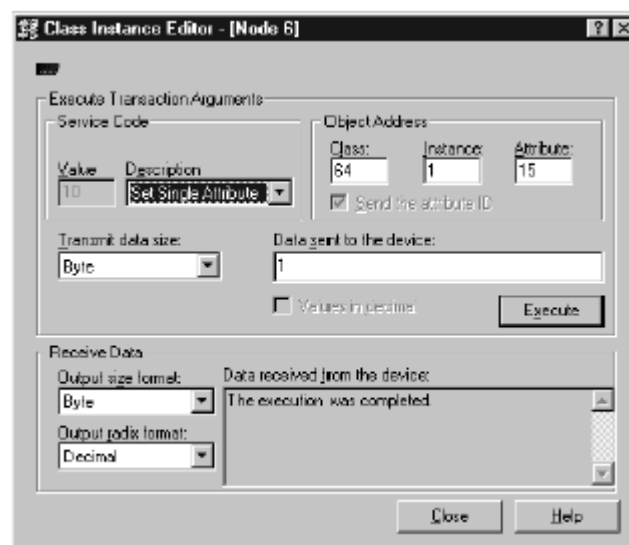 Class Instance Editor - [Node 6]
Execute Transaction Arguments
Service Code
Value
Description
10
Set Single Attribute
Object Address
Class:
Instance:
Attribute:
64
1
15
Send the attribute ID
Transmit data size:
Byte
Data sent to the device:
1
Values in decimal
Execute
Receive Data
Output size format:
Byte
Output radix format:
Decimal
Data received from the device:
The execution was completed.
Close
Help